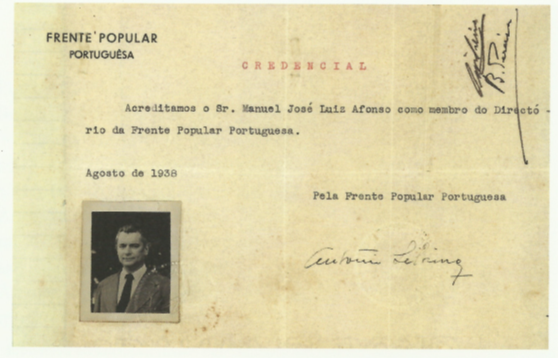 FRENTE POPULAR
PORTUGUÊSA
CREDENCIAL
Acreditamos o Sr. Manuel José Luiz Afonso como membro do Directó -
rio da Frente Popular Portuguesa.
Agosto de 1938
Pela Frente Popular Portuguesa